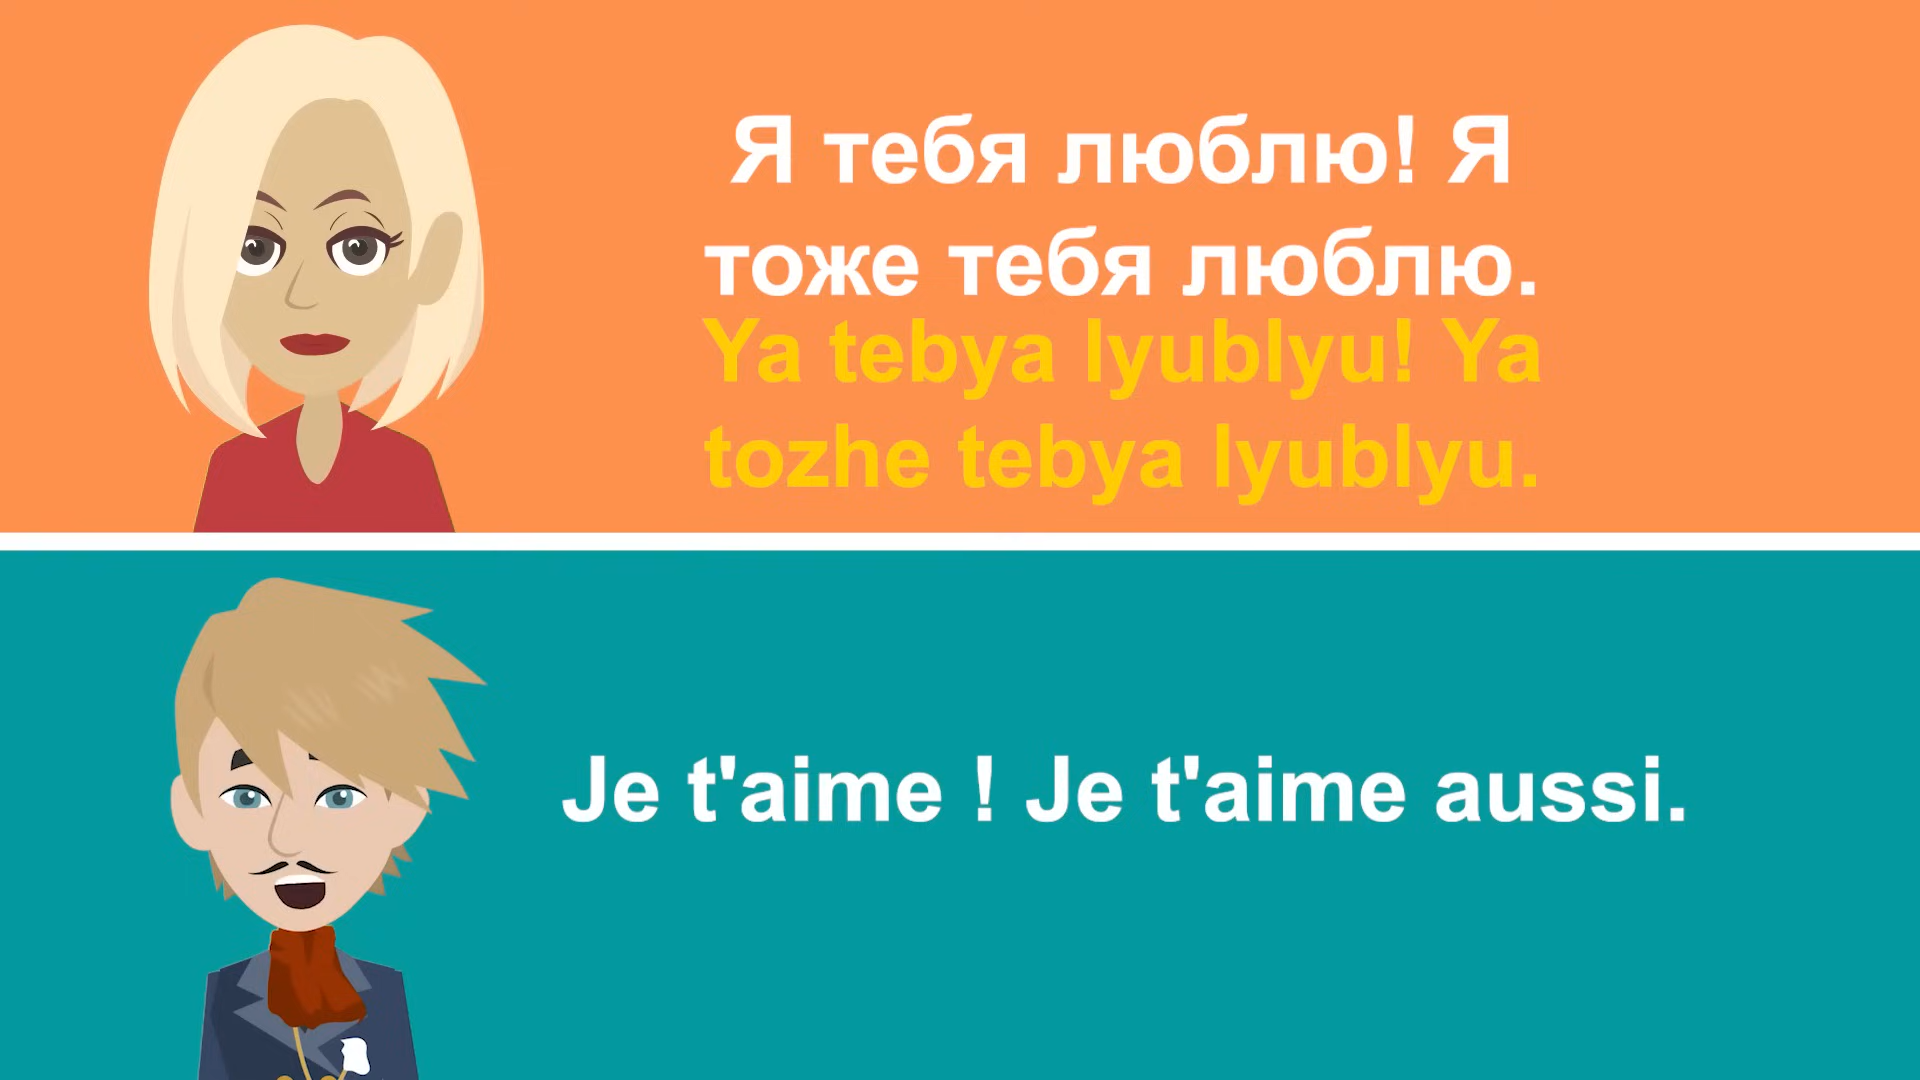 Я тебя люблю! Я
тоже тебя люблю.
Ya tebya lyublyu! Ya
tozhe tebya lyublyu.
Je t'aime ! Je t'aime aussi.